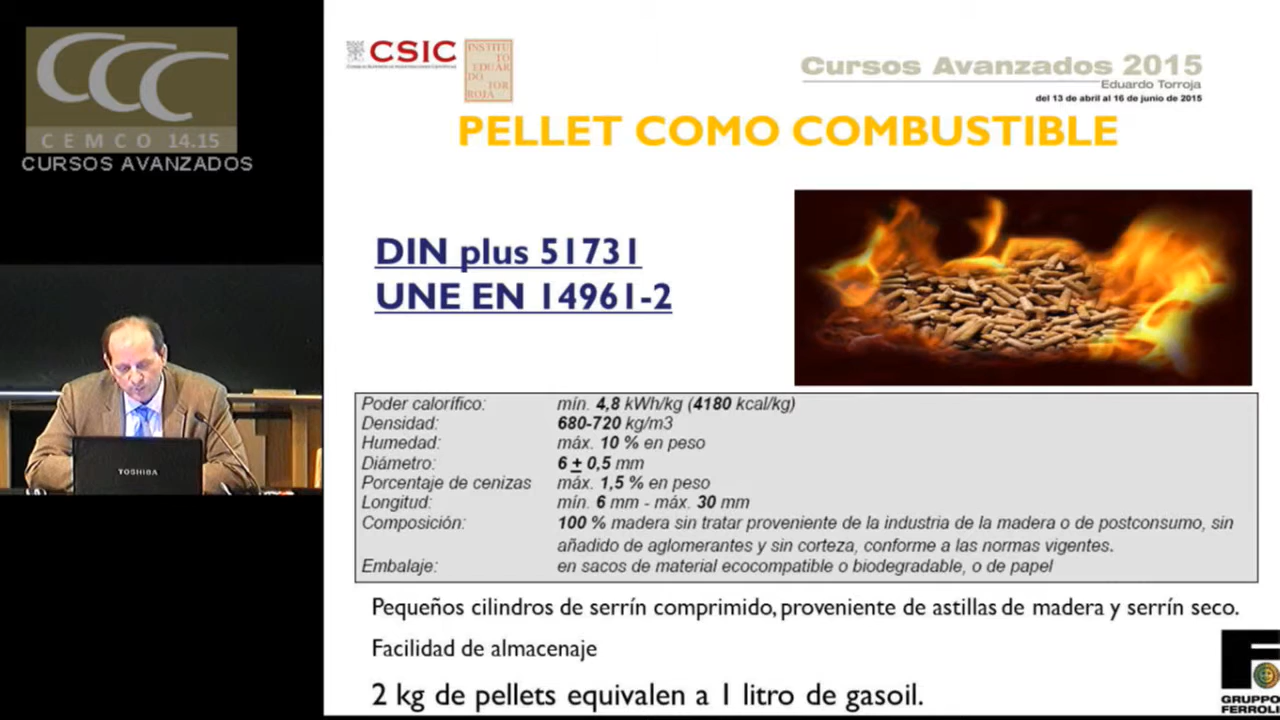 CCC
CEMCO 14.15
CURSOS AVANZADOS
CSIC
INSTITU
TO
EDUAR
DO
TOR
ROJA
Cursos Avanzados 2015
Eduardo Torroja
del 13 de abril al 16 de junio de 2015
PELLET COMO COMBUSTIBLE
DIN plus 51731
UNE EN 14961-2
Poder calorífico: mín. 4,8 kWh/kg (4180 kcal/kg)
Densidad: 680-720 kg/m3
Humedad: máx. 10 % en peso
Diámetro: 6 ± 0,5 mm
Porcentaje de cenizas máx. 1,5 % en peso
Longitud: mín. 6 mm - máx. 30 mm
Composición: 100 % madera sin tratar proveniente de la industria de la madera o de postconsumo, sin
añadido de aglomerantes y sin corteza, conforme a las normas vigentes.
Embalaje: en sacos de material ecocompatible o biodegradable, o de papel
Pequeños cilindros de serrín comprimido, proveniente de astillas de madera y serrín seco.
Facilidad de almacenaje
2 kg de pellets equivalen a 1 litro de gasoil.
TOSHIBA
GRUPPO
FERROLI